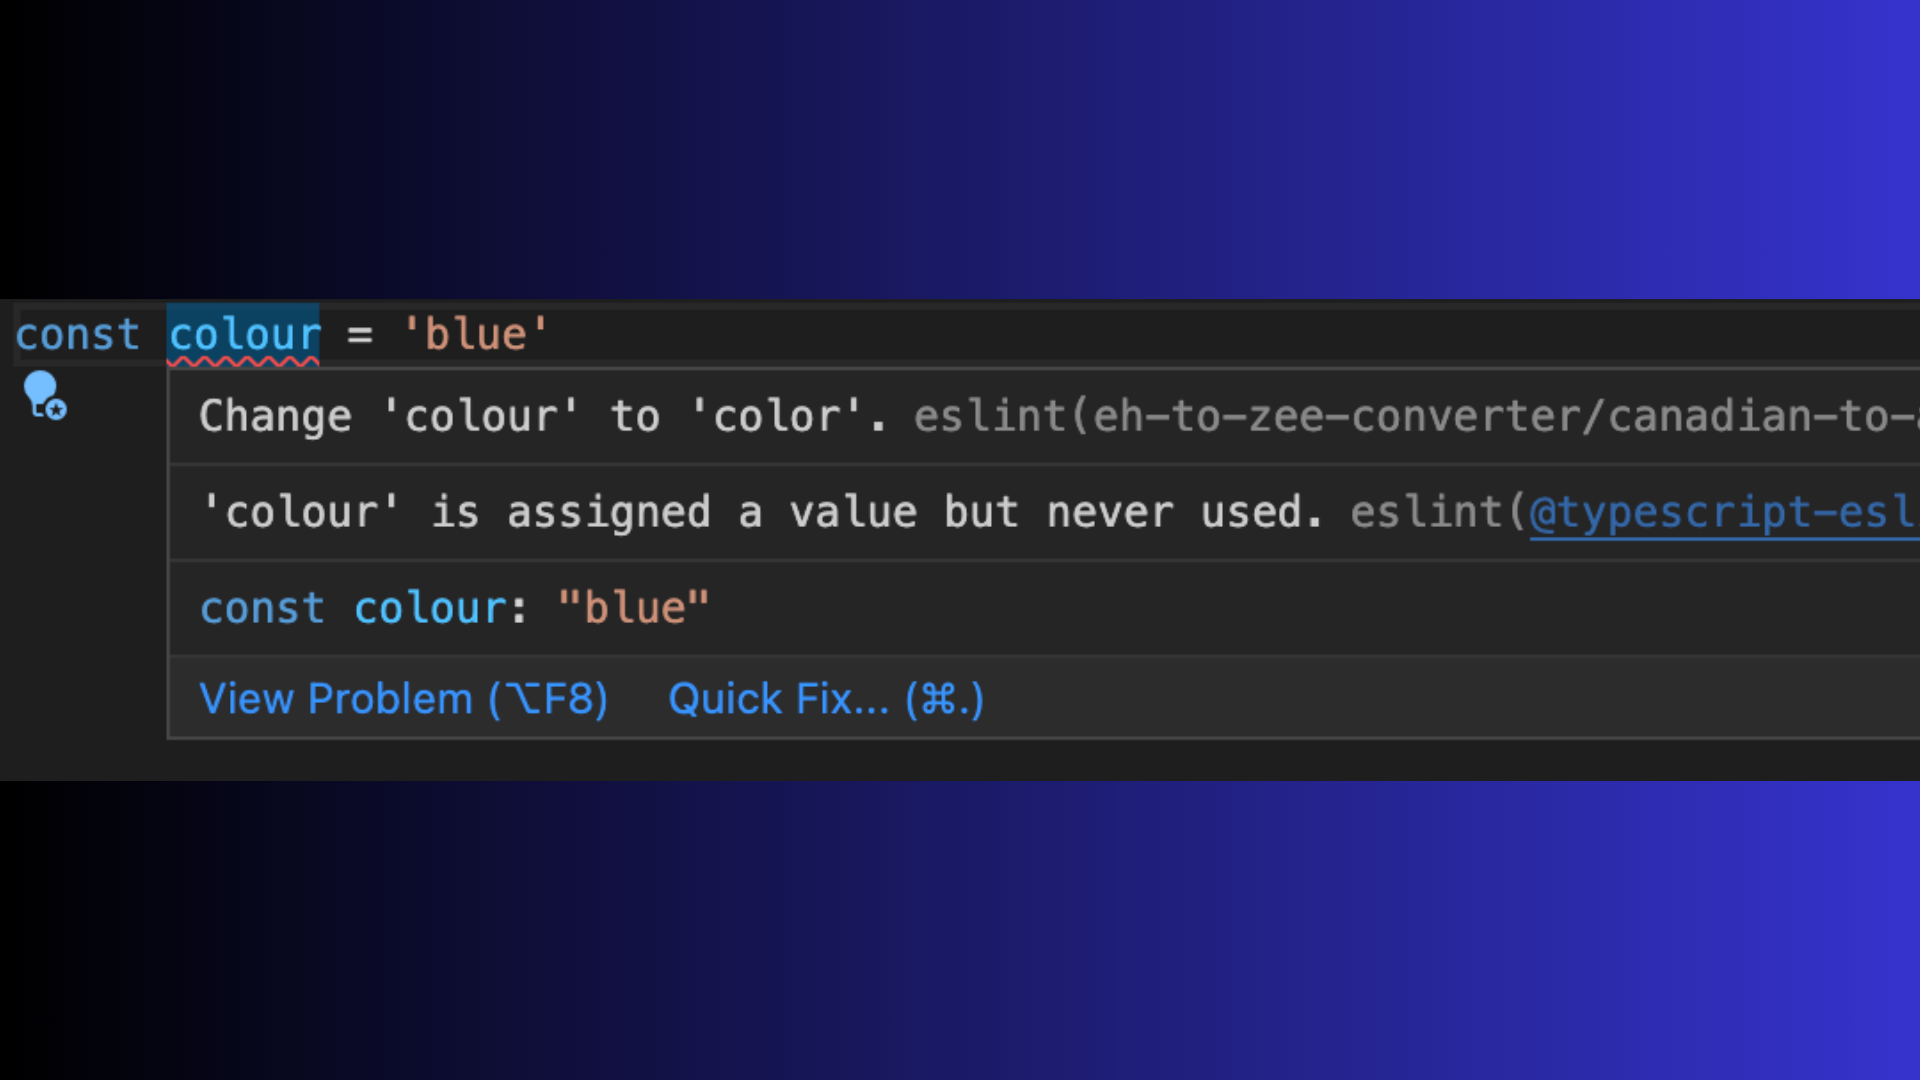 const colour = 'blue'
Change 'colour' to 'color'. eslint(eh-to-zee-converter/canadian-to-
'colour' is assigned a value but never used. eslint(@typescript-esl
const colour: "blue"
View Problem (⌥F8) Quick Fix... (⌘.)